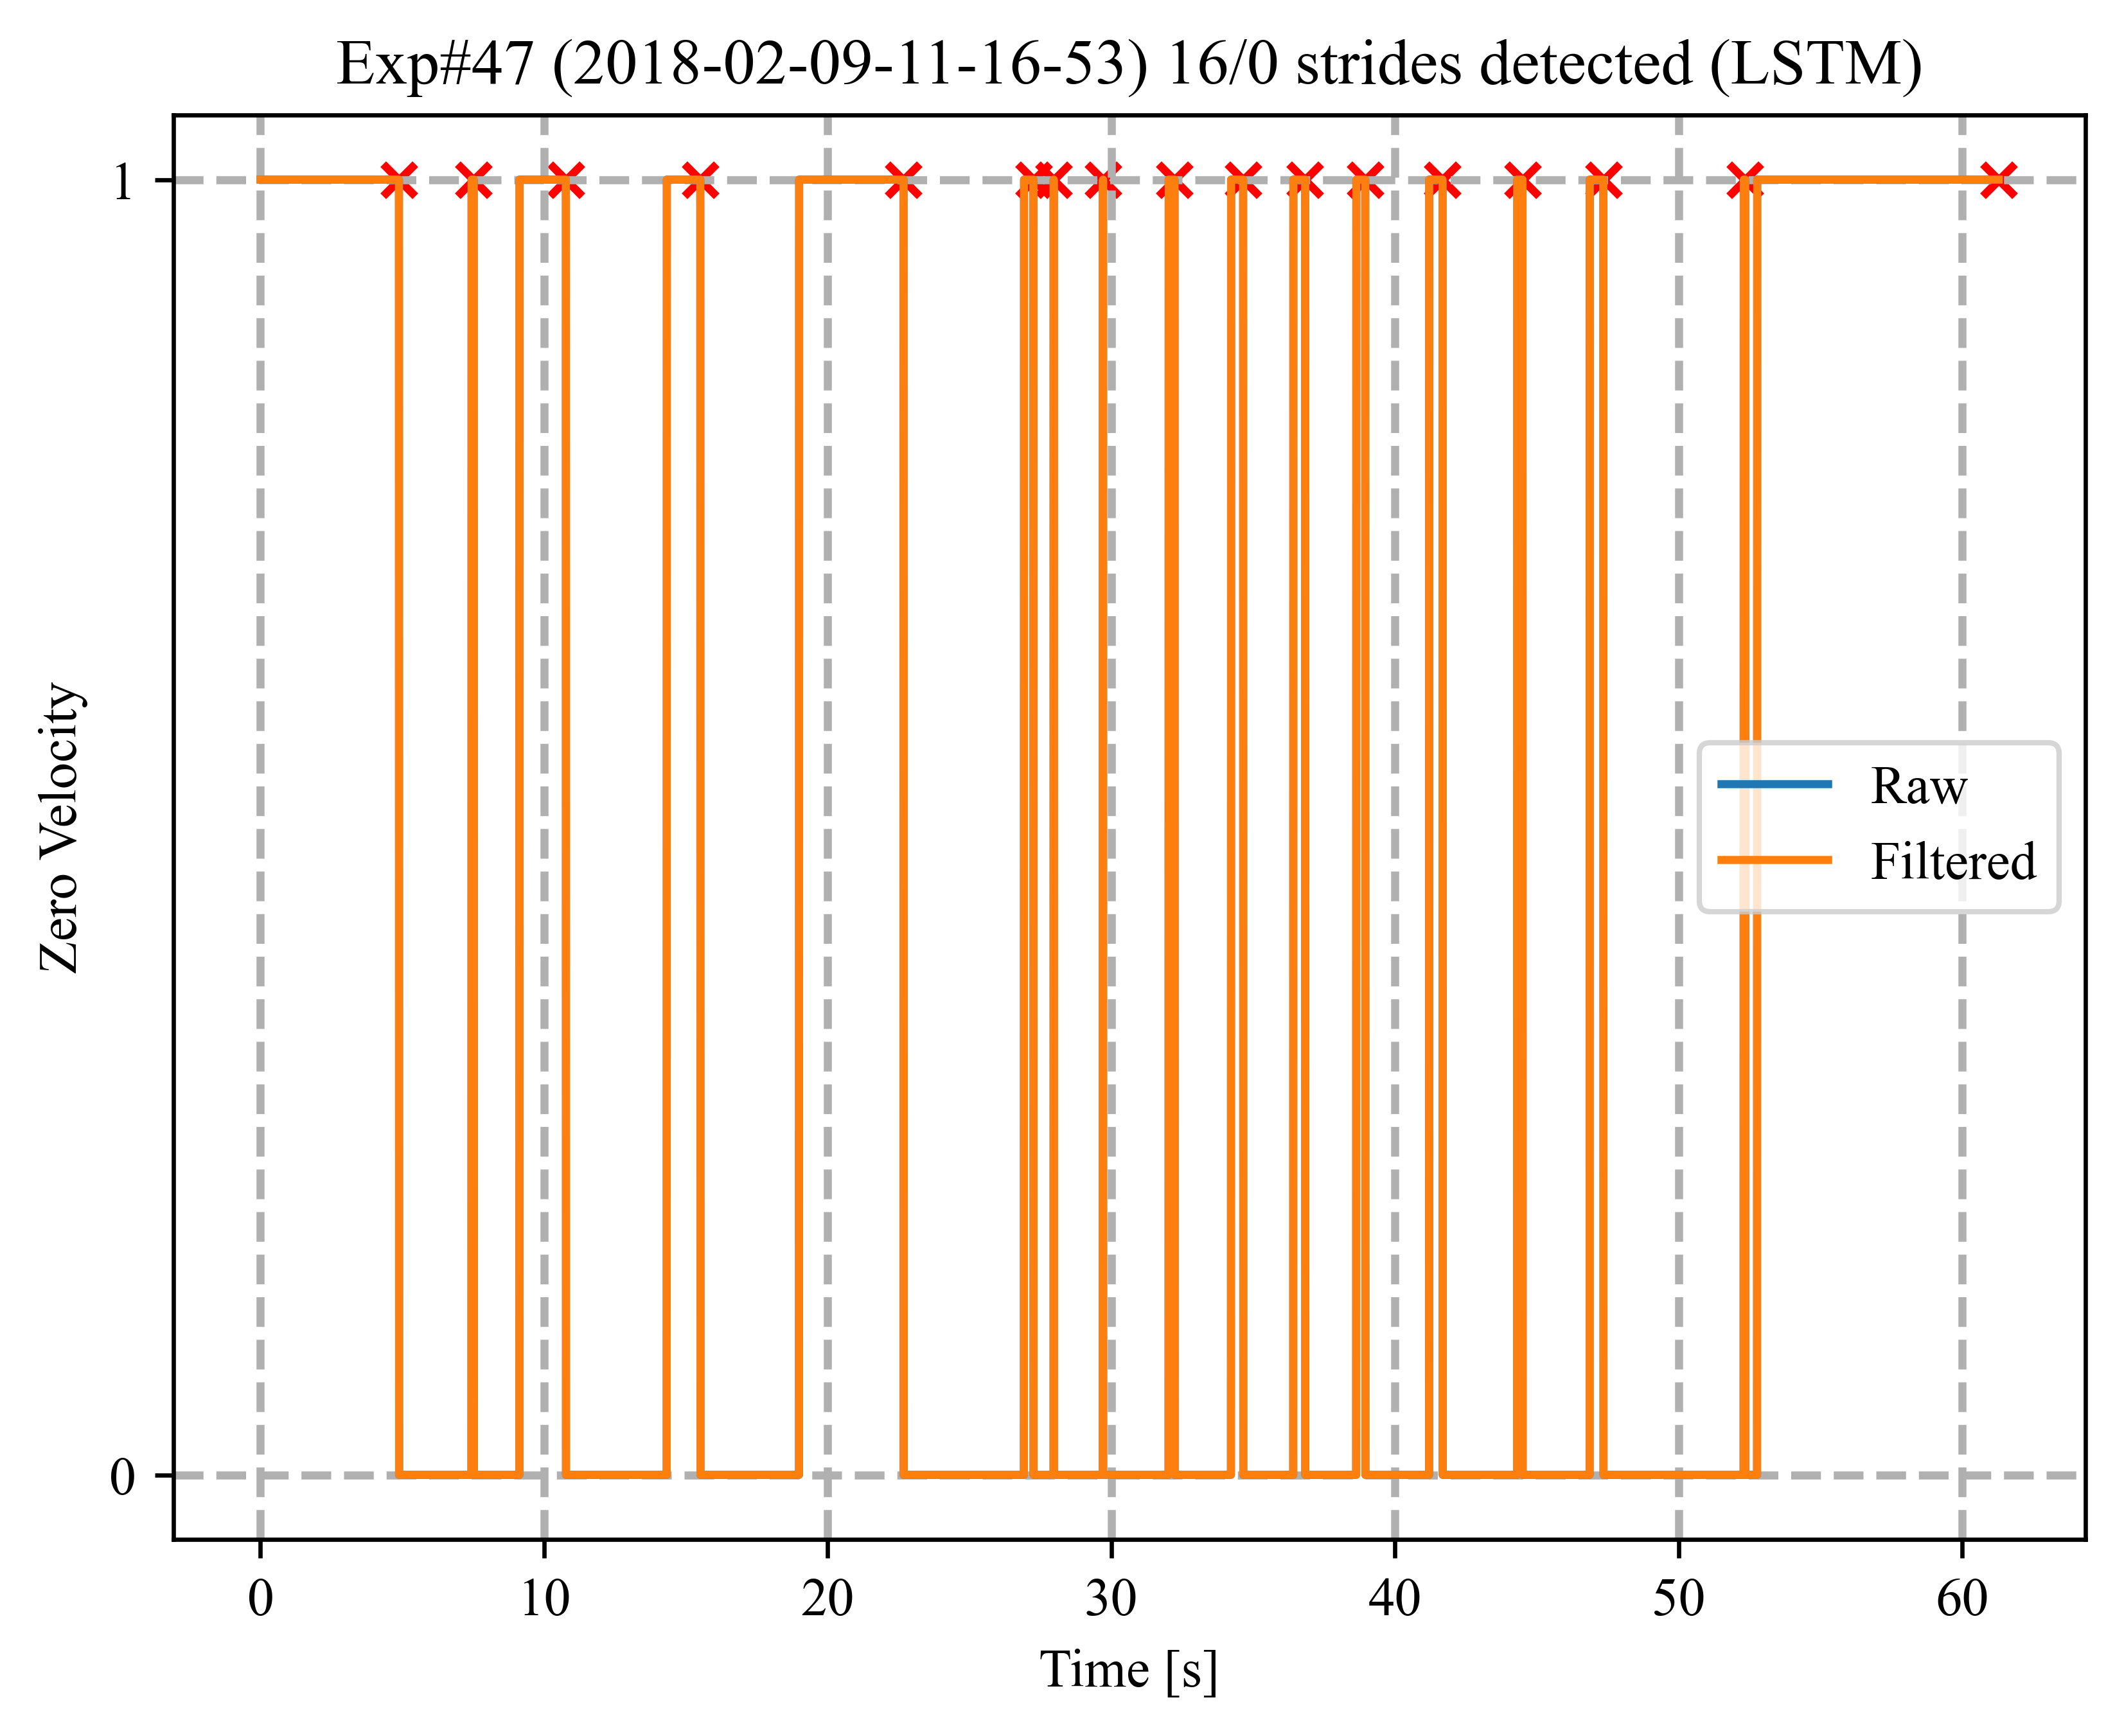 Exp#47 (2018-02-09-11-16-53) 16/0 strides detected (LSTM)
1
Zero Velocity
Raw
Filtered
0
0 10 20 30 40 50 60
Time [s]